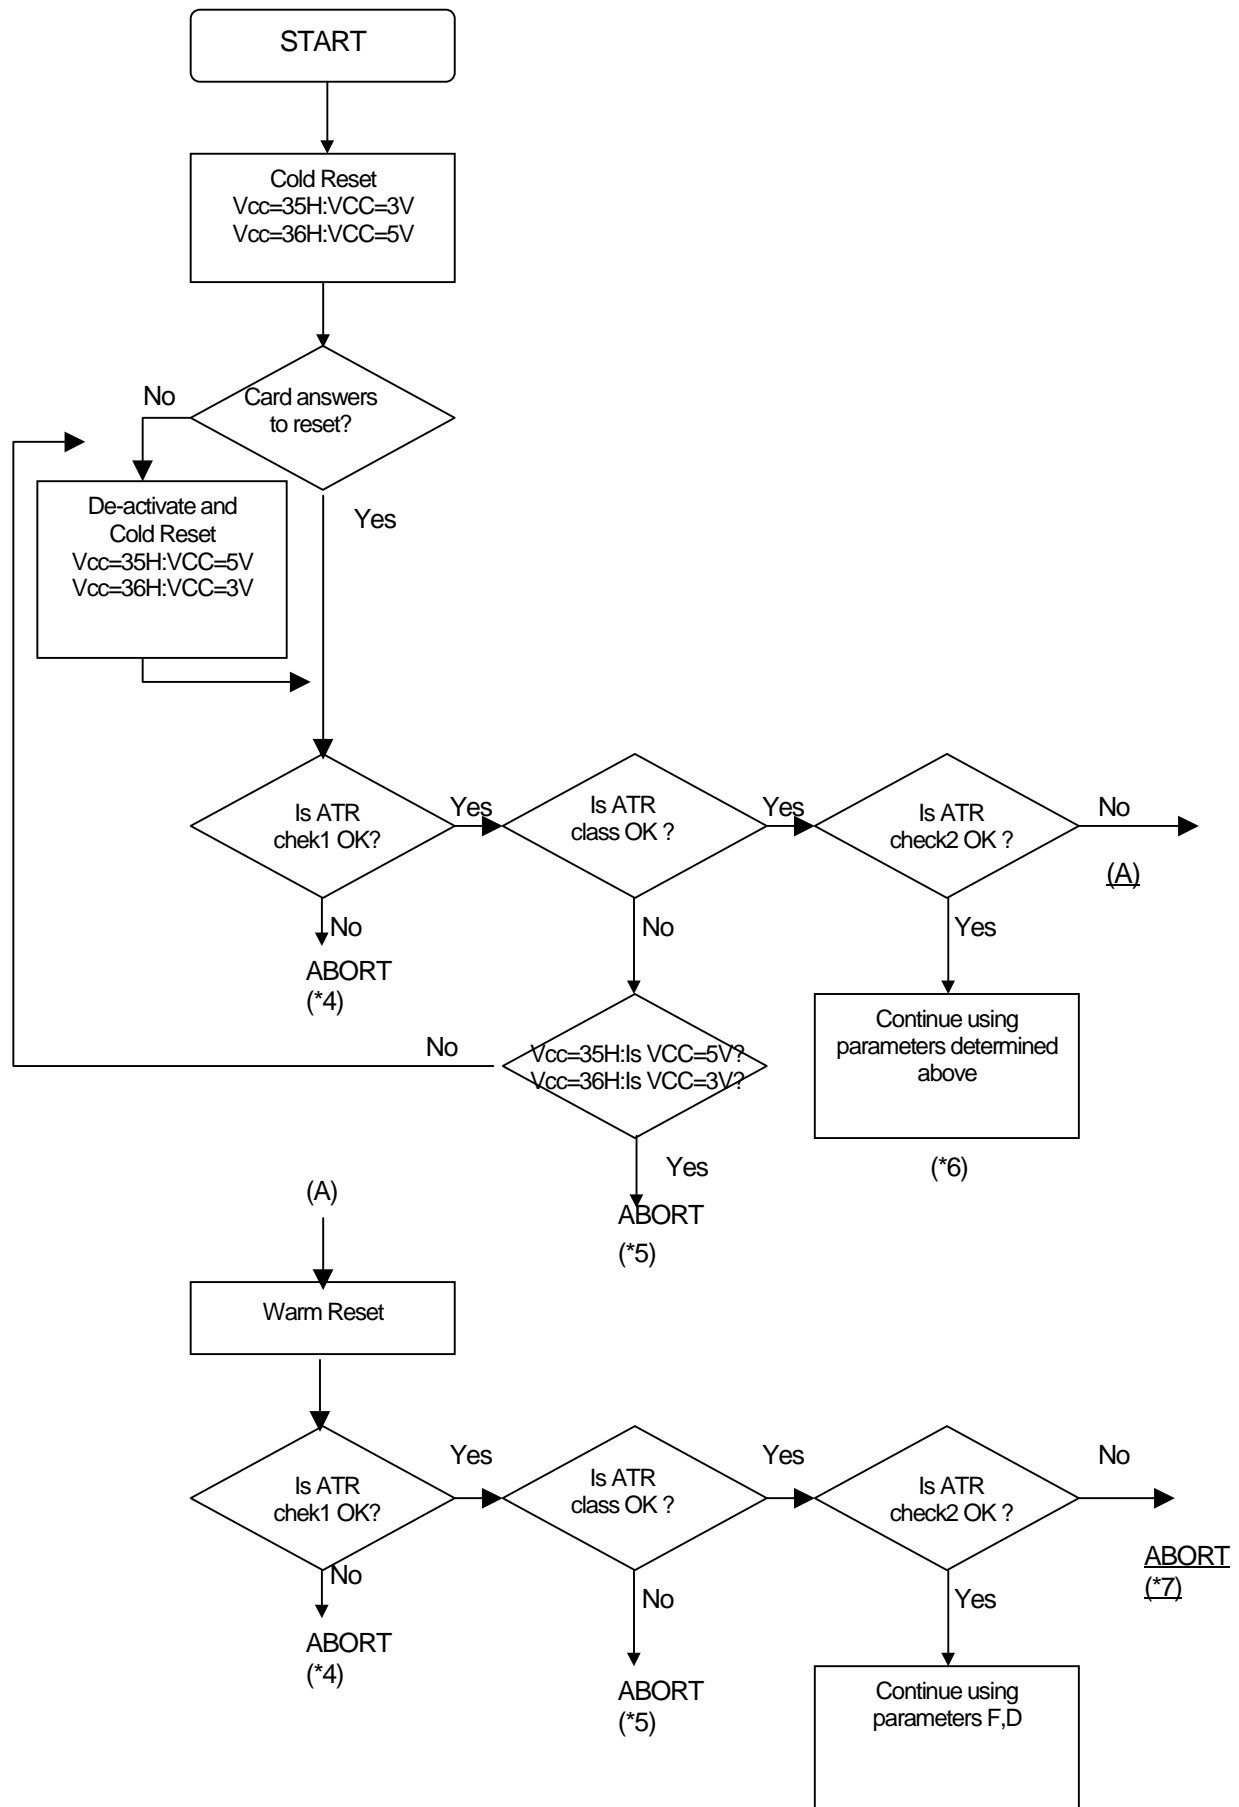 START
Cold Reset
Vcc=35H:VCC=3V
Vcc=36H:VCC=5V
No
Card answers
to reset?
De-activate and
Cold Reset
Vcc=35H:VCC=5V
Vcc=36H:VCC=3V
Yes
Is ATR
chek1 OK?
Yes
Is ATR
class OK ?
Yes
Is ATR
check2 OK ?
No
(A)
No
ABORT
(*4)
No
Yes
No
Vcc=35H:Is VCC=5V?
Vcc=36H:Is VCC=3V?
Continue using
parameters determined
above
Yes
ABORT
(*5)
(*6)
(A)
Warm Reset
Is ATR
chek1 OK?
Yes
Is ATR
class OK ?
Yes
Is ATR
check2 OK ?
No
ABORT
(*7)
No
ABORT
(*4)
No
ABORT
(*5)
Yes
Continue using
parameters F,D